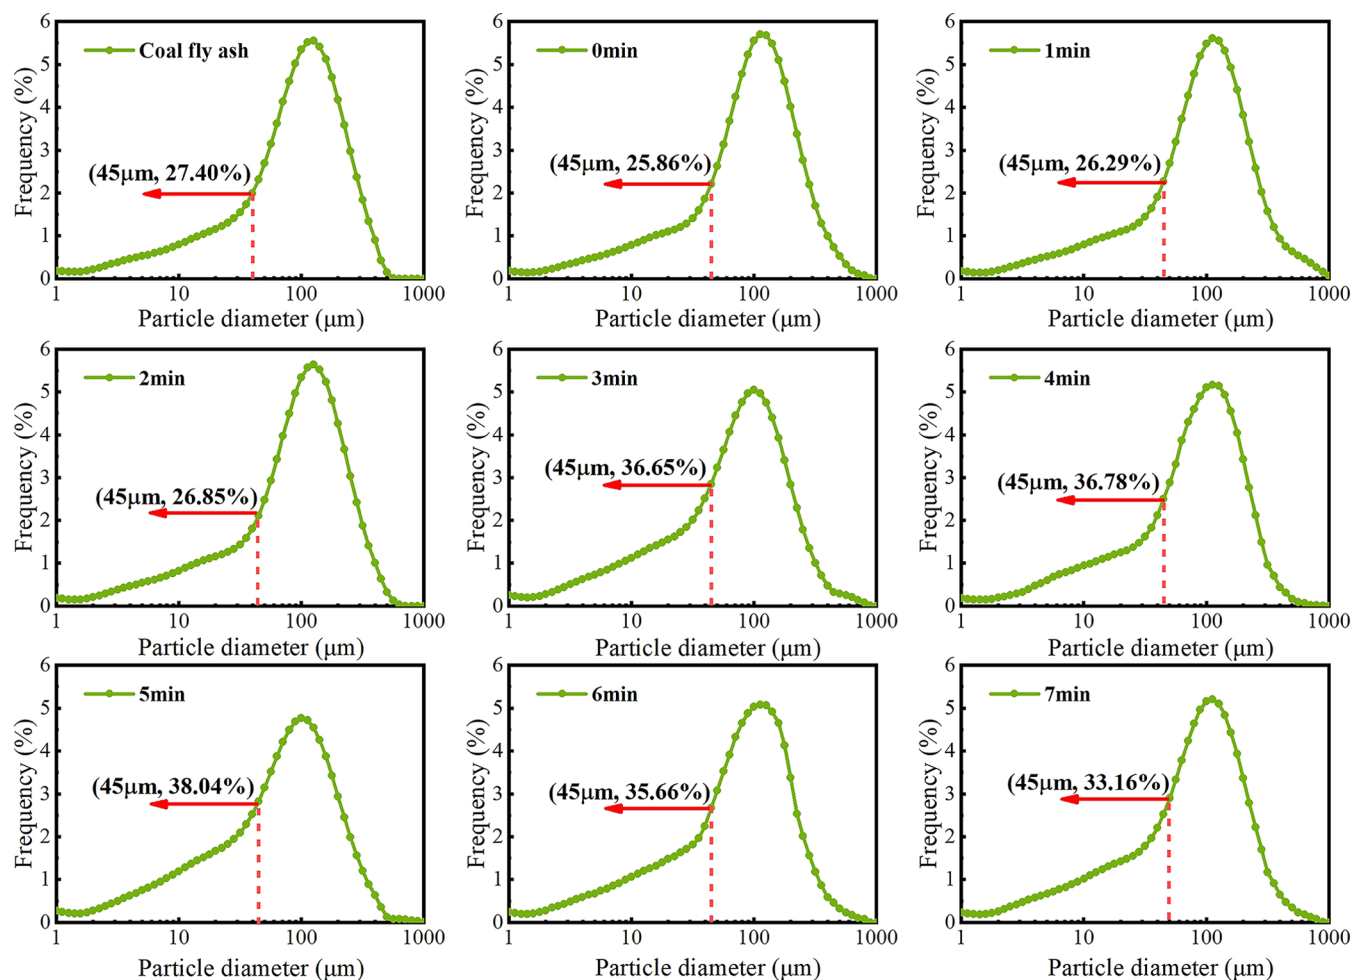 Coal fly ash
(45μm, 27.40%)
Frequency (%)
6
5
4
3
2
1
0
1 10 100 1000
Particle diameter (μm)
0min
(45μm, 25.86%)
Frequency (%)
6
5
4
3
2
1
0
1 10 100 1000
Particle diameter (μm)
1min
(45μm, 26.29%)
Frequency (%)
6
5
4
3
2
1
0
1 10 100 1000
Particle diameter (μm)
2min
(45μm, 26.85%)
Frequency (%)
6
5
4
3
2
1
0
1 10 100 1000
Particle diameter (μm)
3min
(45μm, 36.65%)
Frequency (%)
6
5
4
3
2
1
0
1 10 100 1000
Particle diameter (μm)
4min
(45μm, 36.78%)
Frequency (%)
6
5
4
3
2
1
0
1 10 100 1000
Particle diameter (μm)
5min
(45μm, 38.04%)
Frequency (%)
6
5
4
3
2
1
0
1 10 100 1000
Particle diameter (μm)
6min
(45μm, 35.66%)
Frequency (%)
6
5
4
3
2
1
0
1 10 100 1000
Particle diameter (μm)
7min
(45μm, 33.16%)
Frequency (%)
6
5
4
3
2
1
0
1 10 100 1000
Particle diameter (μm)